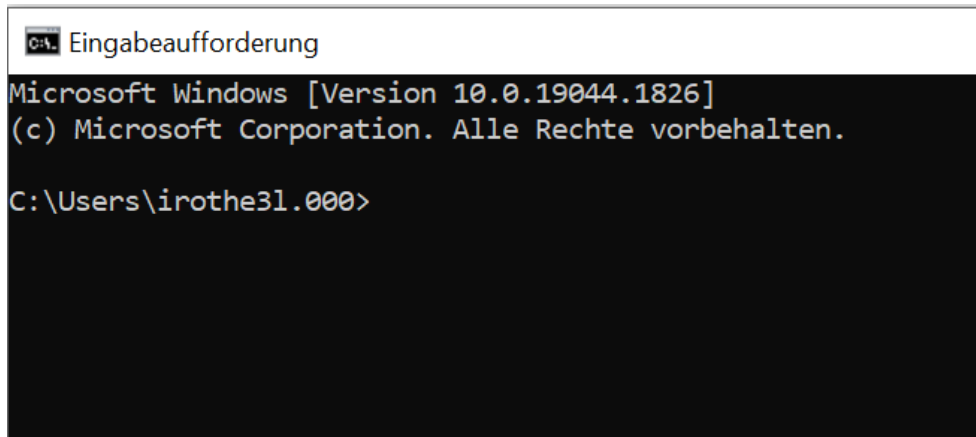 Eingabeaufforderung
Microsoft Windows [Version 10.0.19044.1826]
(c) Microsoft Corporation. Alle Rechte vorbehalten.
C:\Users\irothe3l.000>